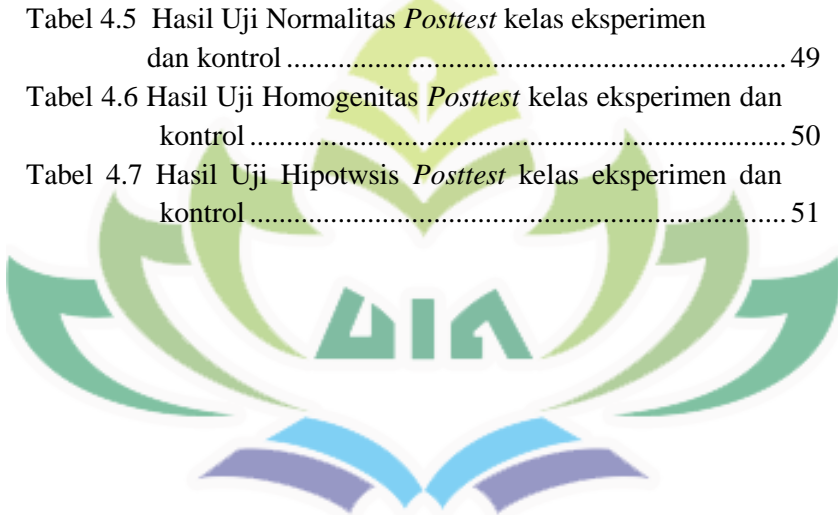 Tabel 4.5 Hasil Uji Normalitas Posttest kelas eksperimen
dan kontrol ........................................................................ 49
Tabel 4.6 Hasil Uji Homogenitas Posttest kelas eksperimen dan
kontrol .......................................................................... 50
Tabel 4.7 Hasil Uji Hipotwsis Posttest kelas eksperimen dan
kontrol .......................................................................... 51
UIN